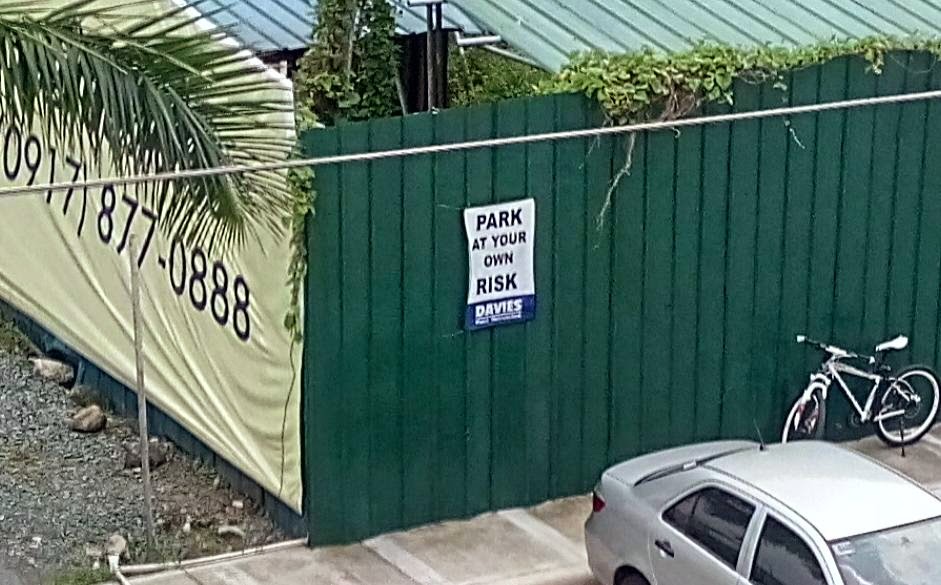 0917) 877-0888
PARK
AT YOUR
OWN
RISK
DAVIES